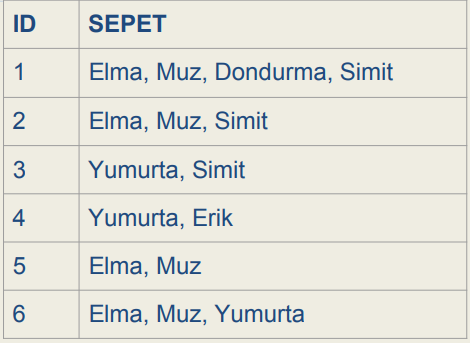 ID SEPET
1 Elma, Muz, Dondurma, Simit
2 Elma, Muz, Simit
3 Yumurta, Simit
4 Yumurta, Erik
5 Elma, Muz
6 Elma, Muz, Yumurta